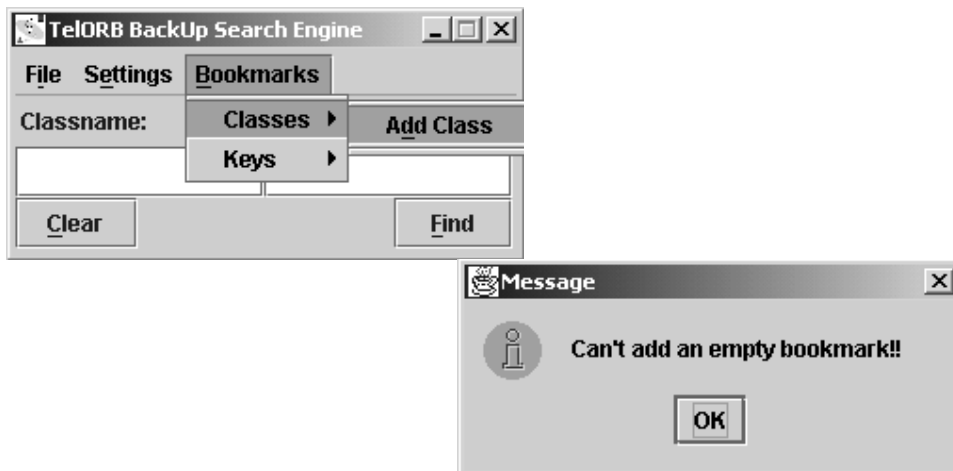 TelORB BackUp Search Engine
File Settings Bookmarks
Classname: Classes Add Class
Keys
Clear Find
Message
Can't add an empty bookmark!!
OK